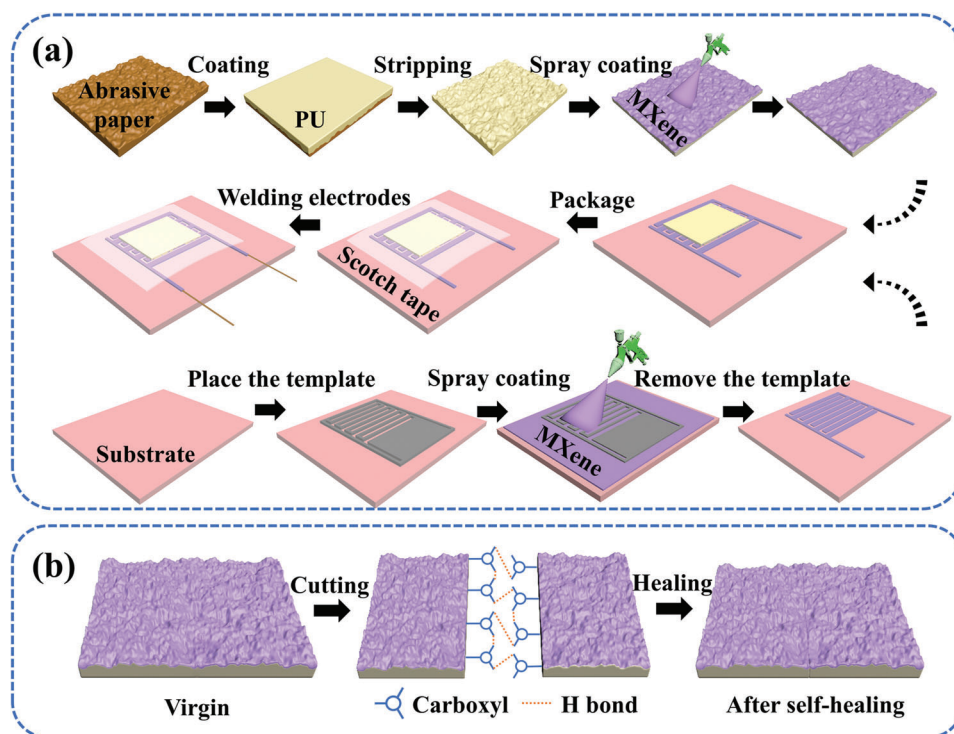 (a)
Coating
Stripping
Spray coating
Abrasive
paper
PU
MXene
Welding electrodes
Package
Scotch tape
Place the template
Spray coating
Remove the template
Substrate
MXene
(b)
Cutting
Healing
Virgin
Carboxyl
H bond
After self-healing